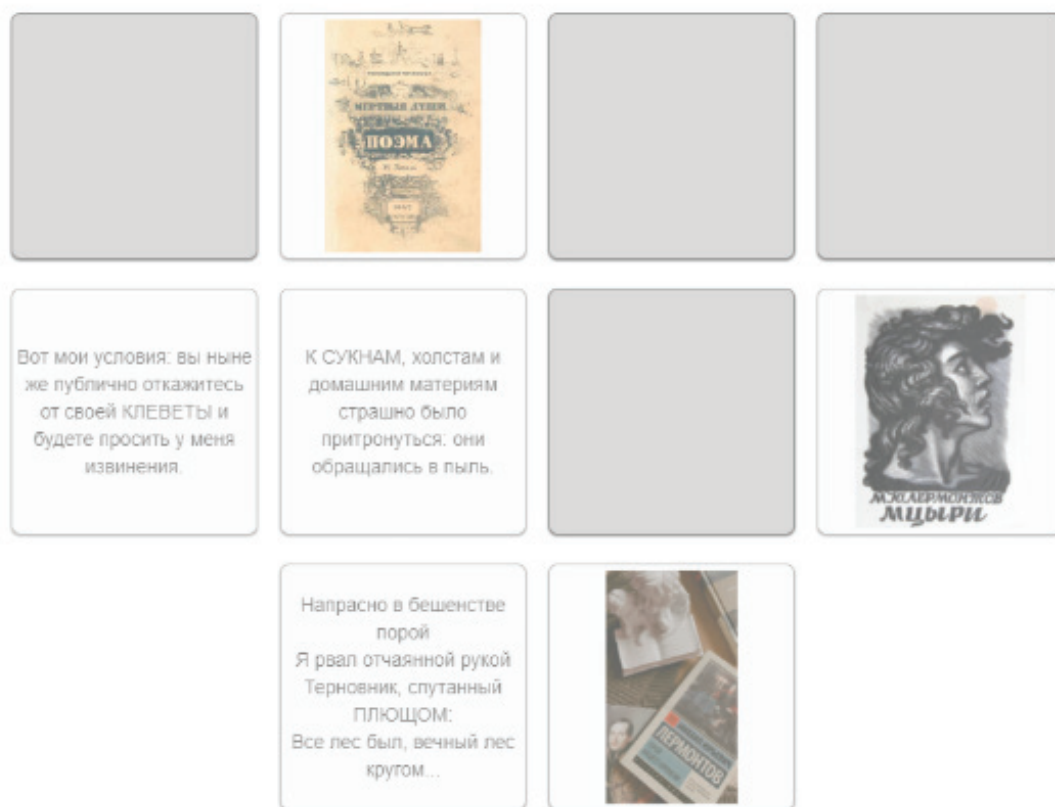 МЕРТВЫЯ ДУШИ
ПОЭМА
Вот мои условия: вы ныне
же публично откажитесь
от своей КЛЕВЕТЫ и
будете просить у меня
извинения.
К СУКНАМ, холстам и
домашним материям
страшно было
притронуться: они
обращались в пыль.
М.Ю.ЛЕРМОНТОВ
МЦЫРИ
Напрасно в бешенстве
порой
Я рвал отчаянной рукой
Терновник, спутанный
ПЛЮЩОМ:
Все лес был, вечный лес
кругом...
ЛЕРМОНТОВ